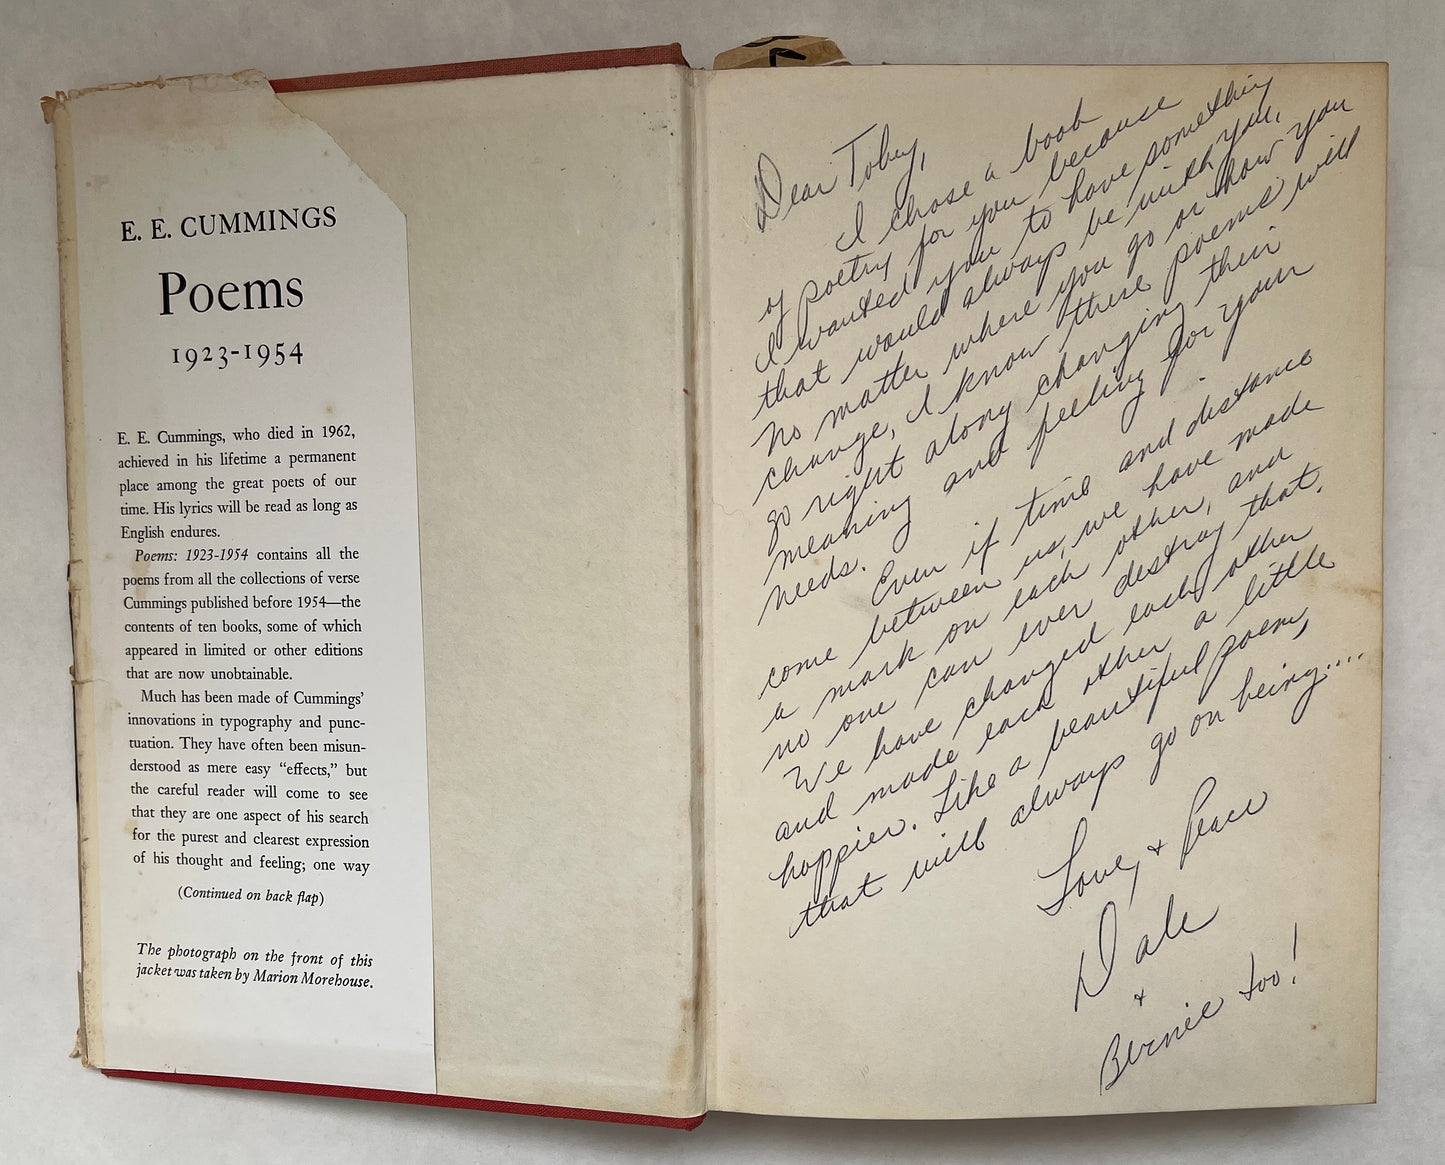 E. E. CUMMINGS
Poems
1923-1954
E. E. Cummings, who died in 1962,
achieved in his lifetime a permanent
place among the great poets of our
time. His lyrics will be read as long as
English endures.
Poems: 1923-1954 contains all the
poems from all the collections of verse
Cummings published before 1954—the
contents of ten books, some of which
appeared in limited or other editions
that are now unobtainable.
Much has been made of Cummings'
innovations in typography and punc-
tuation. They have often been misun-
derstood as mere easy "effects," but
the careful reader will come to see
that they are one aspect of his search
for the purest and clearest expression
of his thought and feeling; one way
(Continued on back flap)
The photograph on the front of this
jacket was taken by Marion Morehouse.
Dear Toby,
I chose a book
of poetry for you because
I wanted you to have something
that would always be with you,
no matter where you go or how you
change, I know these poems will
go right along changing their
meaning and feeling for your
needs.
Even if time and distance
come between us, we have made
a mark on each other, and
no one can ever destroy that.
We have changed each other
and made each other a little
happier. Like a beautiful poem,
that will always go on being....
Love, + Peace
Dale
+
Bernie too!